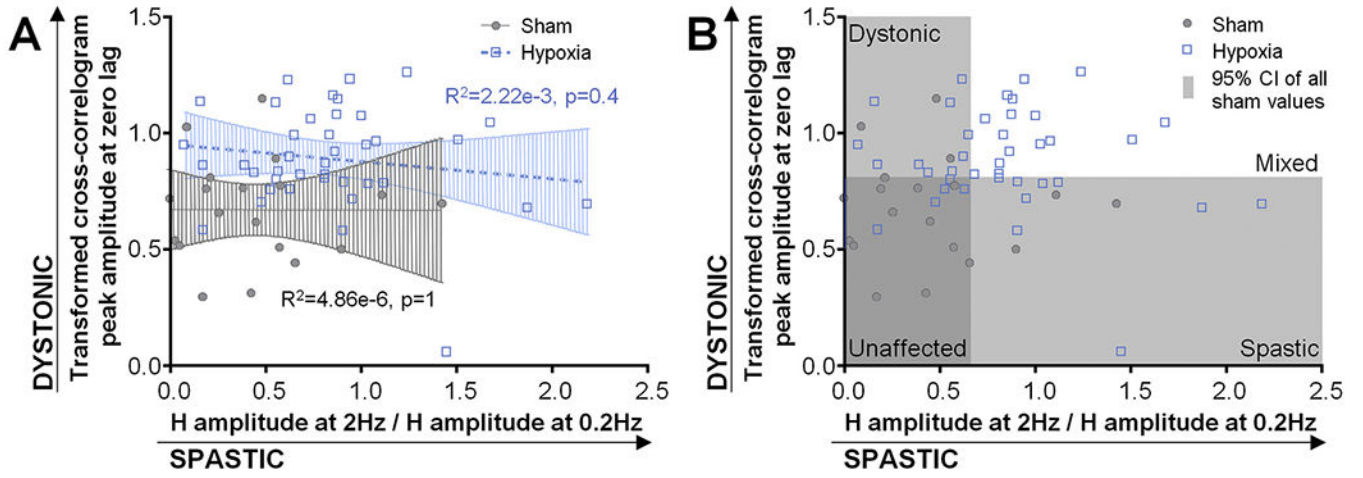 A
DYSTONIC
Transformed cross-correlogram
peak amplitude at zero lag
1.5
1.0
0.5
0.0
Sham
Hypoxia
R²=2.22e-3, p=0.4
R²=4.86e-6, p=1
0.0 0.5 1.0 1.5 2.0 2.5
H amplitude at 2Hz / H amplitude at 0.2Hz
SPASTIC
B
DYSTONIC
Transformed cross-correlogram
peak amplitude at zero lag
1.5
1.0
0.5
0.0
Dystonic
Sham
Hypoxia
95% CI of all
sham values
Mixed
Unaffected
Spastic
0.0 0.5 1.0 1.5 2.0 2.5
H amplitude at 2Hz / H amplitude at 0.2Hz
SPASTIC